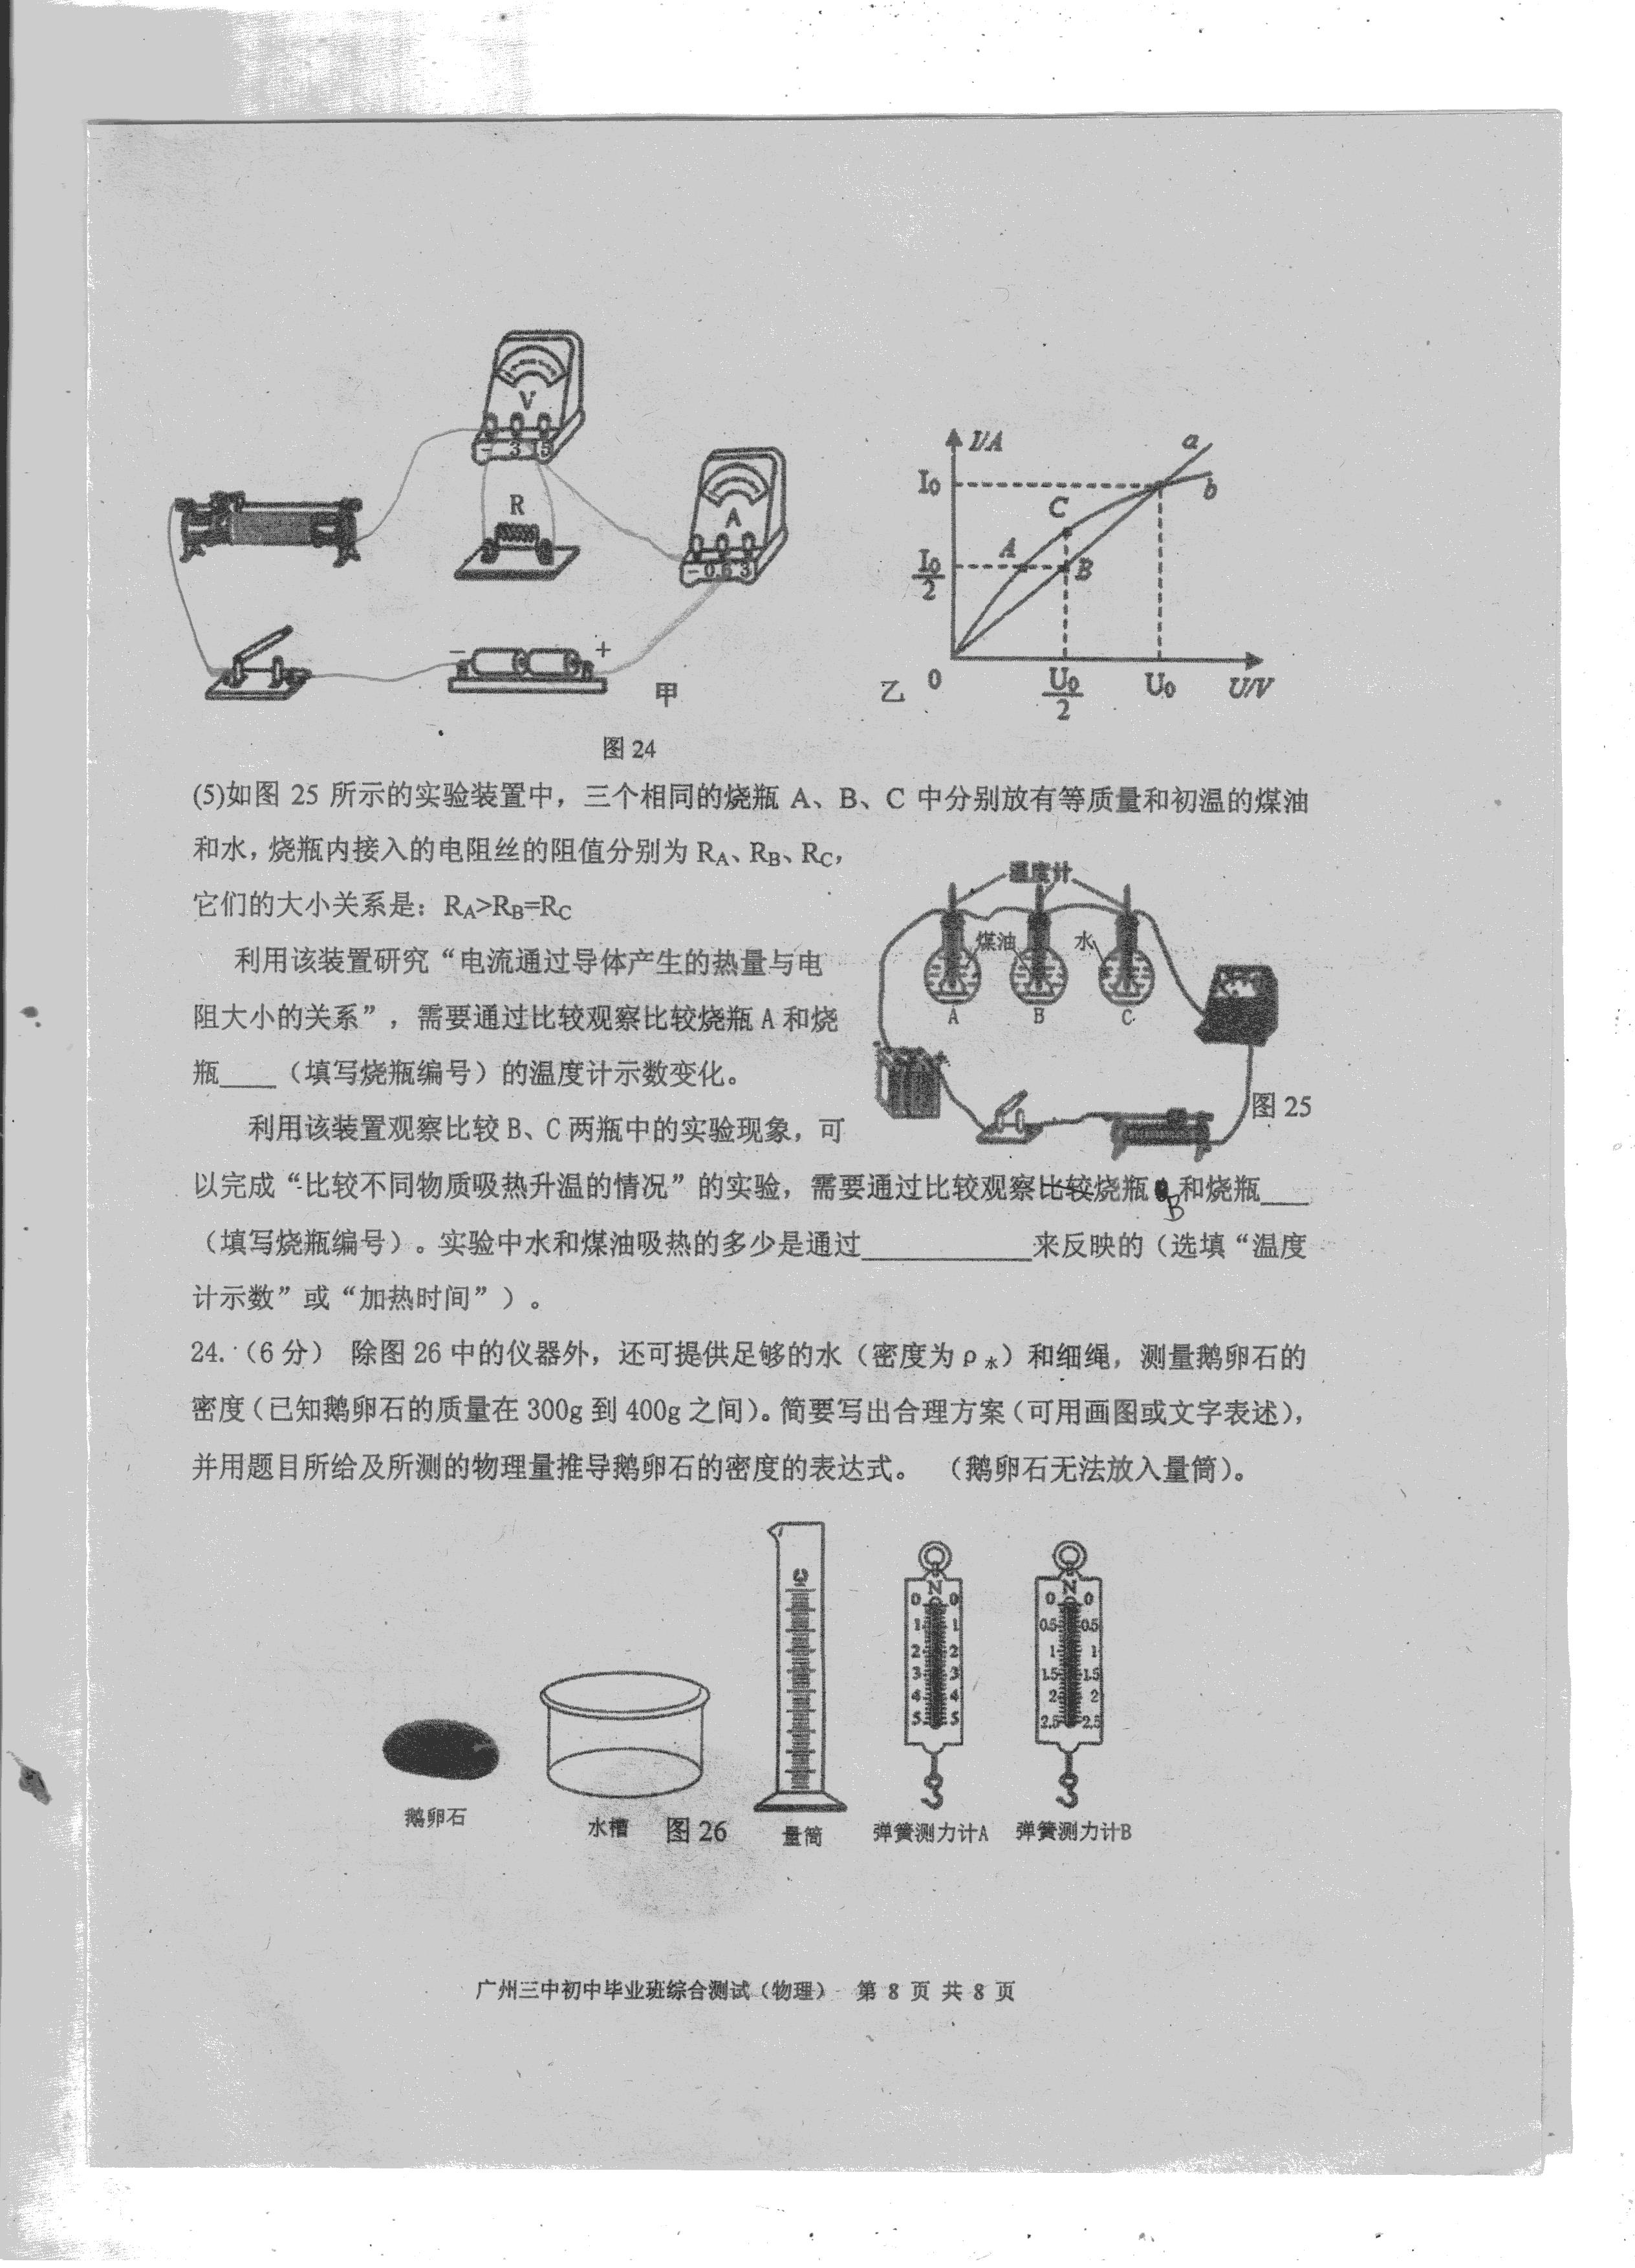 V
- 3 15
R
A
-0.6 3
- +
甲
I/A
a
I0
b
C
A
I0/2
B
0
U0/2
U0
U/V
乙
图 24
(5)如图 25 所示的实验装置中，三个相同的烧瓶 A、B、C 中分别放有等质量和初温的煤油
和水，烧瓶内接入的电阻丝的阻值分别为 RA、RB、RC，
它们的大小关系是：RA>RB=RC
利用该装置研究“电流通过导体产生的热量与电
阻大小的关系”，需要通过比较观察比较烧瓶 A 和烧
瓶____（填写烧瓶编号）的温度计示数变化。
利用该装置观察比较 B、C 两瓶中的实验现象，可
温度计
煤油
水
A
B
C
图 25
以完成“比较不同物质吸热升温的情况”的实验，需要通过比较观察比较烧瓶B和烧瓶___
（填写烧瓶编号）。实验中水和煤油吸热的多少是通过____________来反映的（选填“温度
计示数”或“加热时间”）。
24.（6分） 除图 26 中的仪器外，还可提供足够的水（密度为ρ水）和细绳，测量鹅卵石的
密度（已知鹅卵石的质量在 300g 到 400g 之间）。简要写出合理方案（可用画图或文字表述），
并用题目所给及所测的物理量推导鹅卵石的密度的表达式。 （鹅卵石无法放入量筒）。
N
0 0
1 1
2 2
3 3
4 4
5 5
N
0 0
0.5 0.5
1 1
1.5 1.5
2 2
2.5 2.5
鹅卵石
水槽
图 26
量筒
弹簧测力计A
弹簧测力计B
广州三中初中毕业班综合测试（物理） 第 8 页 共 8 页